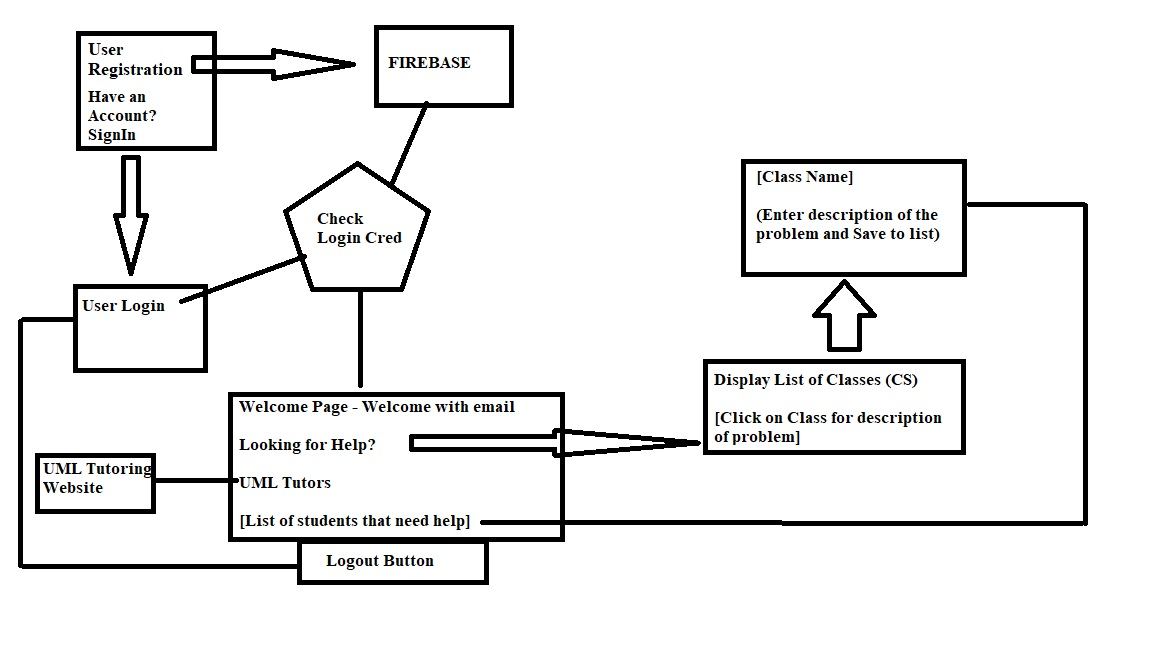 User
Registration
Have an
Account?
SignIn
FIREBASE
Check
Login Cred
User Login
[Class Name]
(Enter description of the
problem and Save to list)
Display List of Classes (CS)
[Click on Class for description
of problem]
Welcome Page - Welcome with email
Looking for Help?
UML Tutors
[List of students that need help]
UML Tutoring
Website
Logout Button